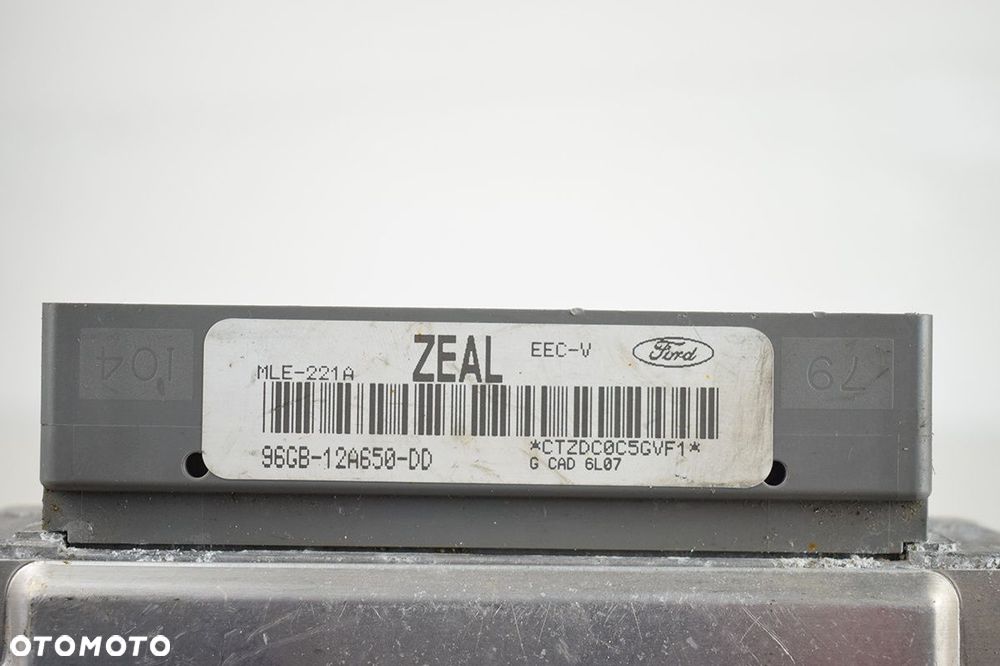 ZEAL
EEC-V
Ford
MLE-221A
104
79
96GB-12A650-DD
*CTZDC0C5GVF1*
G CAD 6L07
OTOMOTO